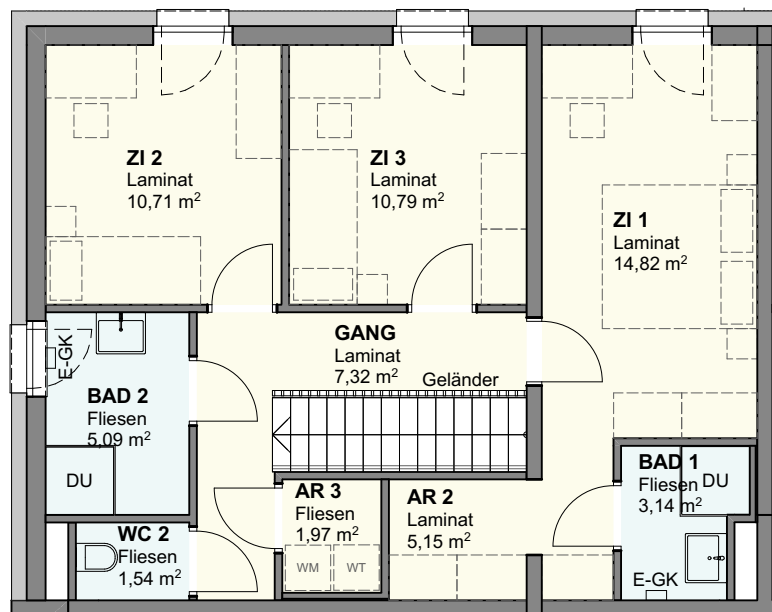 ZI 2
Laminat
10,71 m²
ZI 3
Laminat
10,79 m²
ZI 1
Laminat
14,82 m²
GANG
Laminat
7,32 m²
Geländer
E-GK
BAD 2
Fliesen
5,09 m²
DU
WC 2
Fliesen
1,54 m²
AR 3
Fliesen
1,97 m²
WM
WT
AR 2
Laminat
5,15 m²
BAD 1
Fliesen
3,14 m²
DU
E-GK